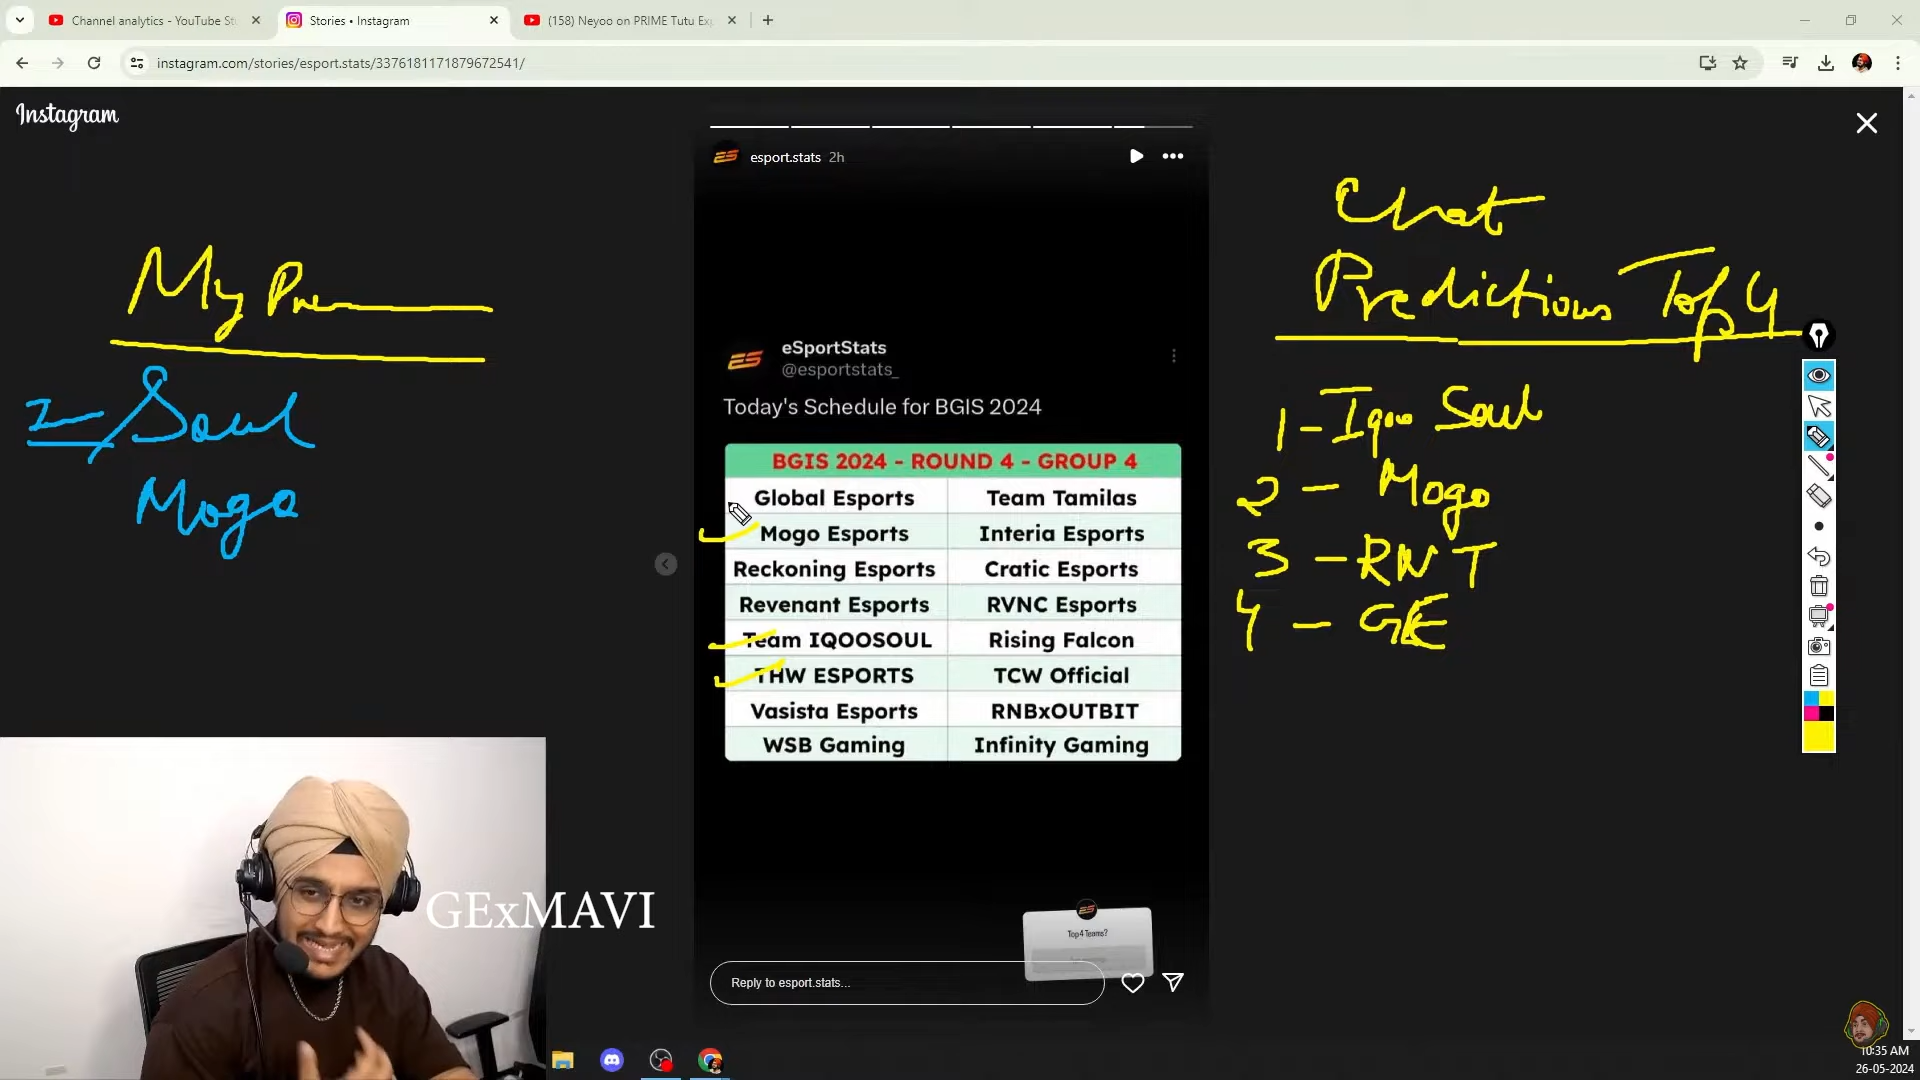 Channel analytics - YouTube St
Stories • Instagram
(158) Neyoo on PRIME Tutu Ex
instagram.com/stories/esport.stats/3376181171879672541/
Instagram
esport.stats 2h
eSportStats
@esportstats_
Today's Schedule for BGIS 2024
BGIS 2024 - ROUND 4 - GROUP 4
Global Esports Team Tamilas
Mogo Esports Interia Esports
Reckoning Esports Cratic Esports
Revenant Esports RVNC Esports
Team IQOOSOUL Rising Falcon
THW ESPORTS TCW Official
Vasista Esports RNBxOUTBIT
WSB Gaming Infinity Gaming
Top4 Teams?
Reply to esport.stats...
My Pre
Soul
Mogo
Chat
Predictions Top 4
1 - Iqoo Soul
2 - Mogo
3 - RNT
4 - GE
GExMAVI
10:35 AM
26-05-2024